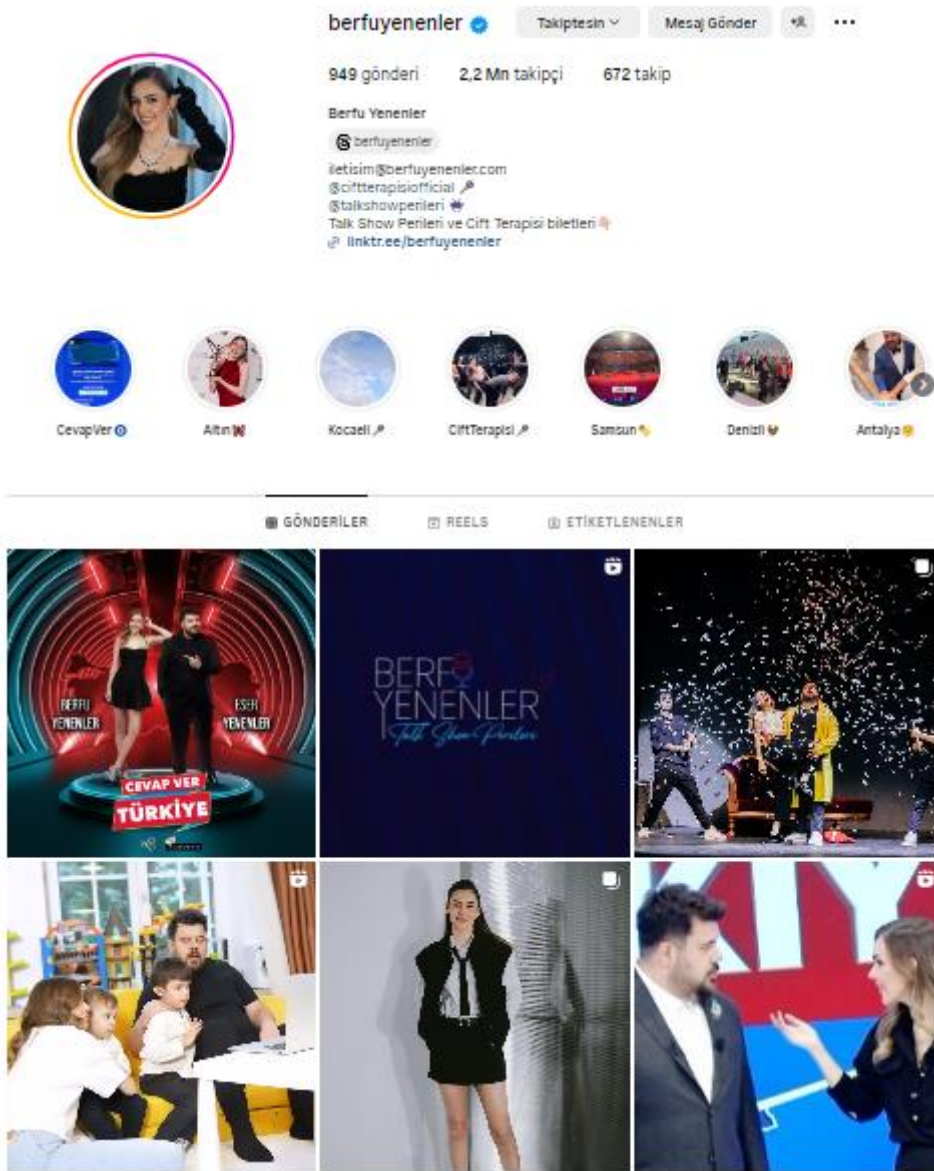 berfuyenenler
Takiptesin
Mesaj Gönder
949 gönderi 2,2 Mn takipçi 672 takip
Berfu Yenenler
berfuyenenler
iletisim@berfuyenenler.com
@ciftterapisiofficial
@talkshowperileri
Talk Show Perileri ve Cift Terapisi biletleri
linktr.ee/berfuyenenler
CevapVer
Altın
Kocaeli
CiftTerapisi
Samsun
Denizli
Antalya
GÖNDERİLER
REELS
ETİKETLENENLER
BERFU
YENENLER
ESER
YENENLER
CEVAP VER
TÜRKİYE
BERFU
YENENLER
Talk Show Perileri